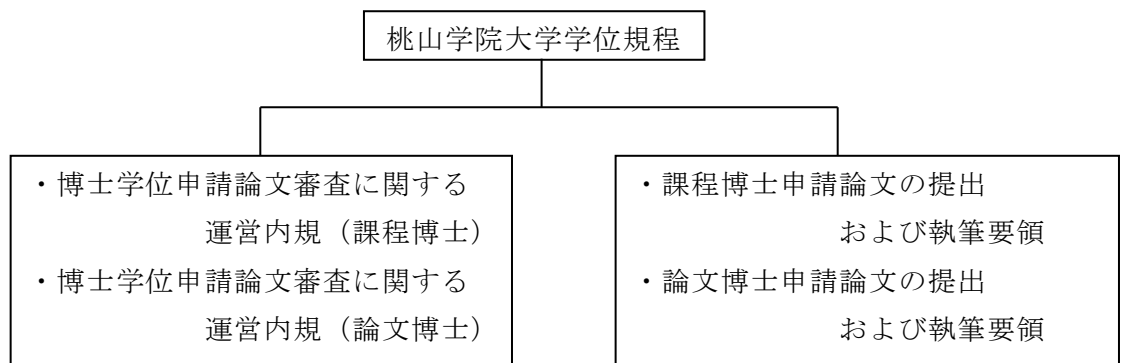 桃山学院大学学位規程
・博士学位申請論文審査に関する
運営内規（課程博士）
・博士学位申請論文審査に関する
運営内規（論文博士）
・課程博士申請論文の提出
および執筆要領
・論文博士申請論文の提出
および執筆要領